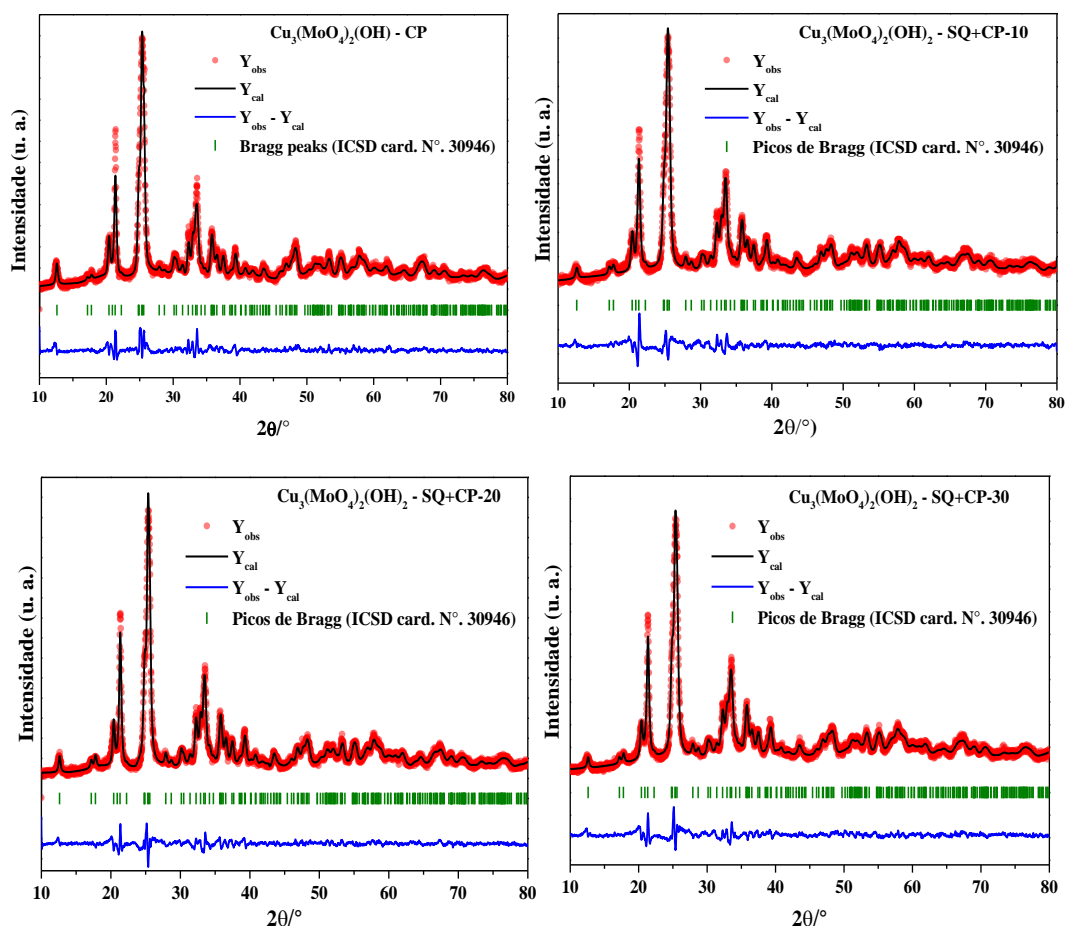 Cu3(MoO4)2(OH) - CP
Yobs
Ycal
Yobs - Ycal
Bragg peaks (ICSD card. N°. 30946)
Intensidade (u. a.)
10 20 30 40 50 60 70 80
2θ/°
Cu3(MoO4)2(OH)2 - SQ+CP-10
Yobs
Ycal
Yobs - Ycal
Picos de Bragg (ICSD card. N°. 30946)
Intensidade (u. a.)
10 20 30 40 50 60 70 80
2θ/°)
Cu3(MoO4)2(OH)2 - SQ+CP-20
Yobs
Ycal
Yobs - Ycal
Picos de Bragg (ICSD card. N°. 30946)
Intensidade (u. a.)
10 20 30 40 50 60 70 80
2θ/°
Cu3(MoO4)2(OH)2 - SQ+CP-30
Yobs
Ycal
Yobs - Ycal
Picos de Bragg (ICSD card. N°. 30946)
Intensidade (u. a.)
10 20 30 40 50 60 70 80
2θ/°